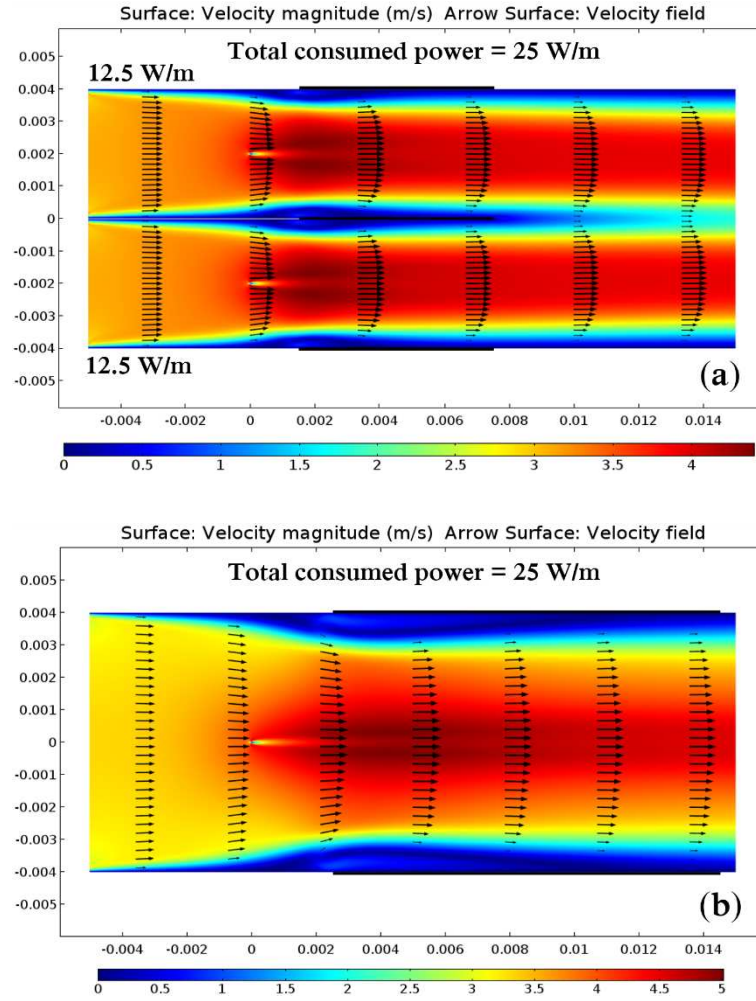 Surface: Velocity magnitude (m/s) Arrow Surface: Velocity field
0.005
Total consumed power = 25 W/m
12.5 W/m
0.004
0.003
0.002
0.001
0
-0.001
-0.002
-0.003
-0.004
12.5 W/m
(a)
-0.005
-0.004 -0.002 0 0.002 0.004 0.006 0.008 0.01 0.012 0.014
0 0.5 1 1.5 2 2.5 3 3.5 4
Surface: Velocity magnitude (m/s) Arrow Surface: Velocity field
0.005
Total consumed power = 25 W/m
0.004
0.003
0.002
0.001
0
-0.001
-0.002
-0.003
-0.004
(b)
-0.005
-0.004 -0.002 0 0.002 0.004 0.006 0.008 0.01 0.012 0.014
0 0.5 1 1.5 2 2.5 3 3.5 4 4.5 5